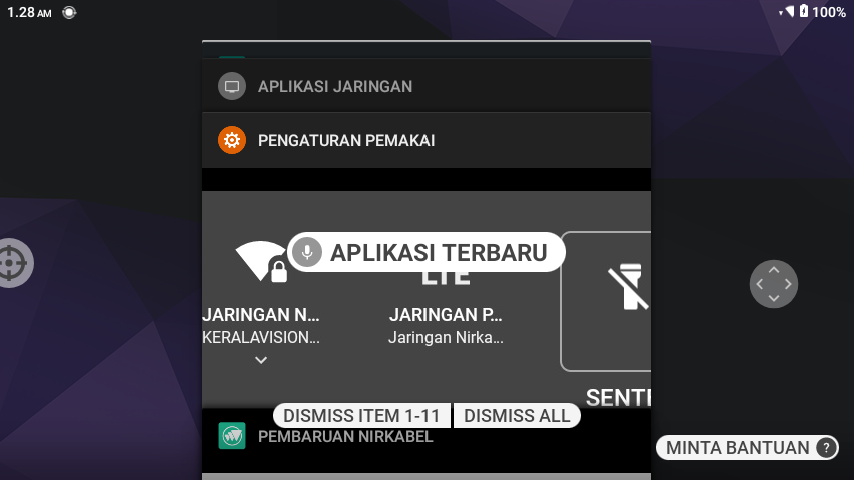 1.28 AM
100%
APLIKASI JARINGAN
PENGATURAN PEMAKAI
APLIKASI TERBARU
LTE
JARINGAN N...
JARINGAN P...
KERALAVISION...
Jaringan Nirka...
SENTE
DISMISS ITEM 1-11
DISMISS ALL
PEMBARUAN NIRKABEL
MINTA BANTUAN ?